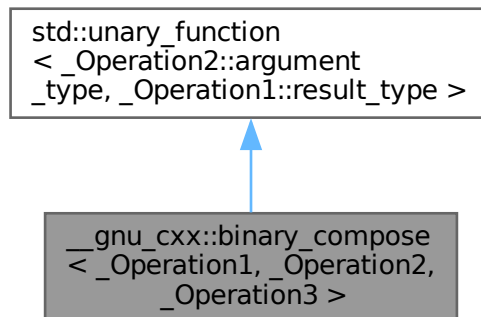 std::unary_function
< _Operation2::argument
_type, _Operation1::result_type >
__gnu_cxx::binary_compose
< _Operation1, _Operation2,
_Operation3 >